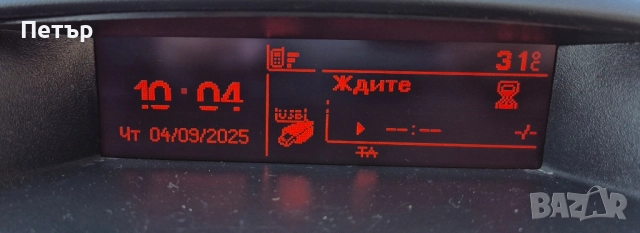 Петър
31°C
Ждите
10:04
USB
--:--
-/-
Чт 04/09/2025
TA
BAZAR